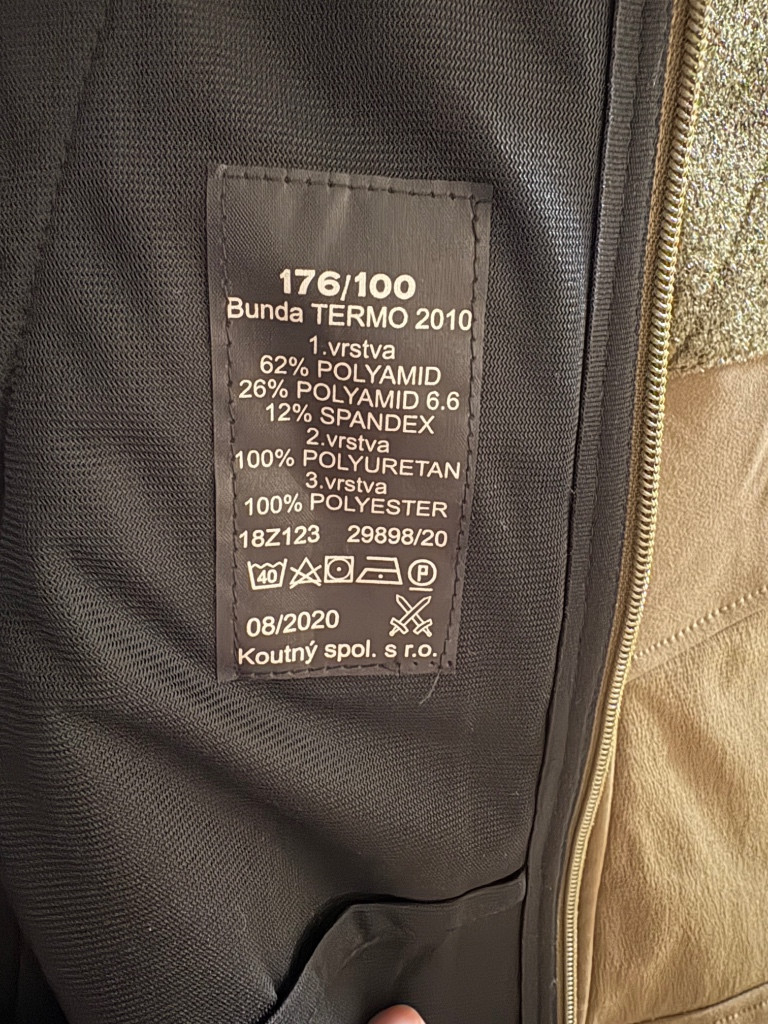 176/100
Bunda TERMO 2010
1.vrstva
62% POLYAMID
26% POLYAMID 6.6
12% SPANDEX
2.vrstva
100% POLYURETAN
3.vrstva
100% POLYESTER
18Z123 29898/20
40 P
08/2020
Koutný spol. s r.o.